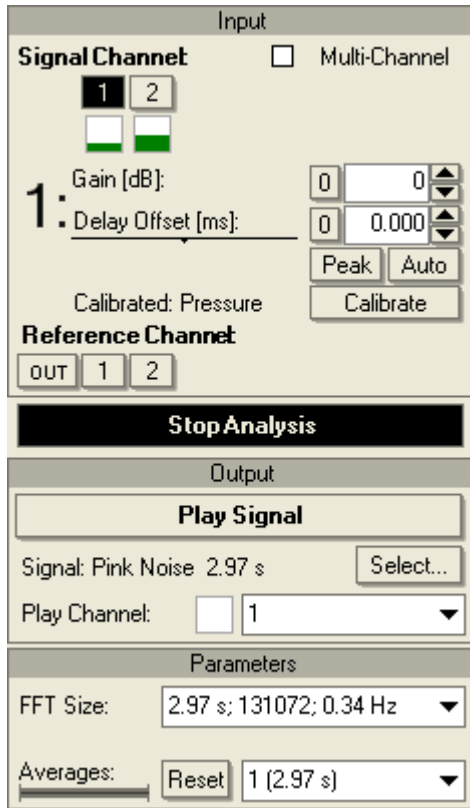 Input
Signal Channel: Multi-Channel
1 2
1:
Gain [dB]: 0 0
Delay Offset [ms]: 0 0.000
Peak Auto
Calibrated: Pressure Calibrate
Reference Channel:
OUT 1 2
Stop Analysis
Output
Play Signal
Signal: Pink Noise 2.97 s Select...
Play Channel: 1
Parameters
FFT Size: 2.97 s; 131072; 0.34 Hz
Averages: Reset 1 (2.97 s)